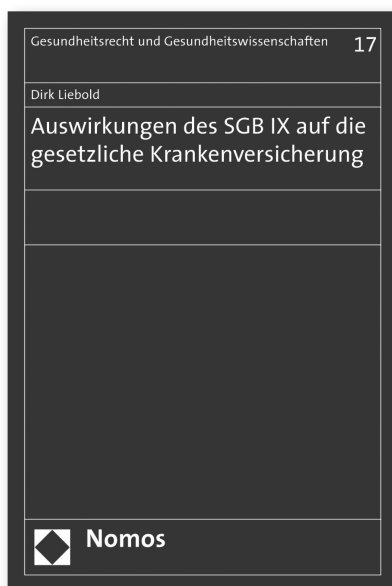 Gesundheitsrecht und Gesundheitswissenschaften 17
Dirk Liebold
Auswirkungen des SGB IX auf die
gesetzliche Krankenversicherung
Nomos